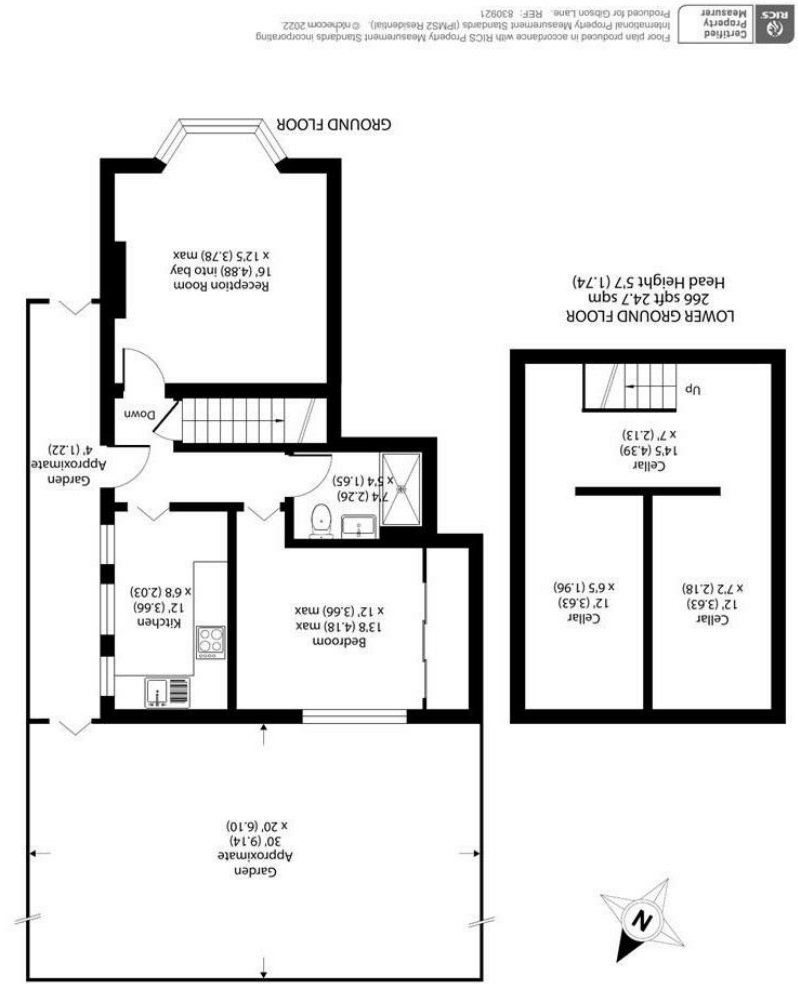 N
Garden
Approximate
30' (9.14)
x 20' (6.10)
Cellar
12' (3.63)
x 7'2 (2.18)
Cellar
12' (3.63)
x 6'5 (1.96)
Bedroom
13'8 (4.18) max
x 12' (3.66) max
Kitchen
12' (3.66)
x 6'8 (2.03)
7'4 (2.26)
x 5'4 (1.65)
Cellar
14'5 (4.39)
x 7' (2.13)
Up
Garden
Approximate
4' (1.22)
Down
LOWER GROUND FLOOR
266 sqft 24.7 sqm
Head Height 5'7 (1.74)
Reception Room
16' (4.88) into bay
x 12'5 (3.78) max
GROUND FLOOR
RICS
Certified
Property
Measurer
Floor plan produced in accordance with RICS Property Measurement Standards incorporating
International Property Measurement Standards (IPMS2 Residential). © nichecom 2022.
Produced for Gibson Lane. REF: 830921